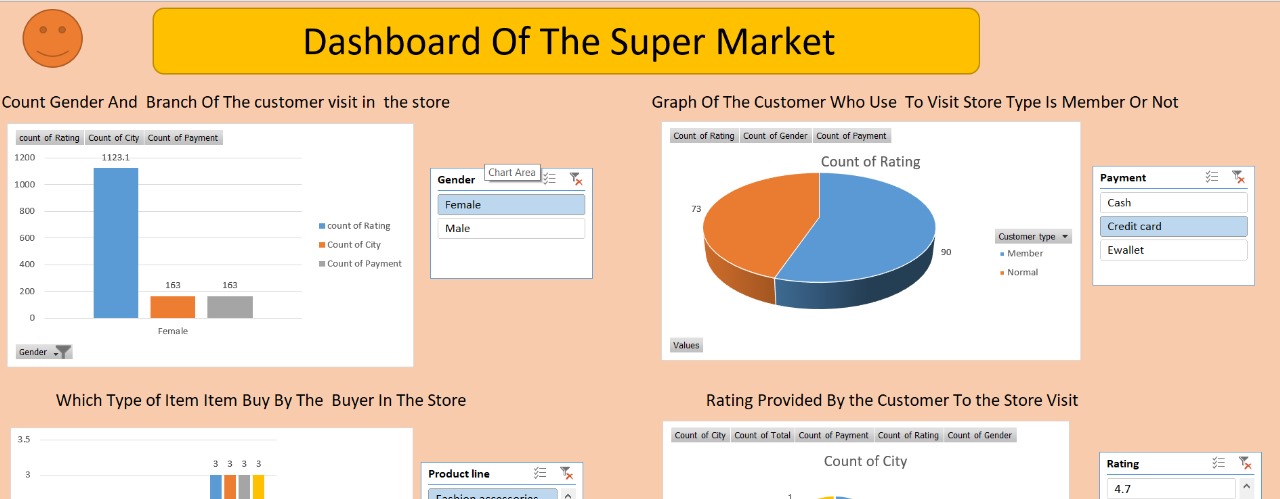 Dashboard Of The Super Market
Count Gender And  Branch Of The customer visit in  the store
count of Rating Count of City Count of Payment
1200
1000
800
600
400
200
0
1123.1
163
163
Female
count of Rating
Count of City
Count of Payment
Gender
Gender
Chart Area
Female
Male
Graph Of The Customer Who Use  To Visit Store Type Is Member Or Not
Count of Rating Count of Gender Count of Payment
Count of Rating
73
90
Customer type
Member
Normal
Values
Payment
Cash
Credit card
Ewallet
Which Type of Item Item Buy By The  Buyer In The Store
3.5
3
3 3 3 3
Product line
Fashion accessories
Rating Provided By the Customer To the Store Visit
Count of City Count of Total Count of Payment Count of Rating Count of Gender
Count of City
1
Rating
4.7